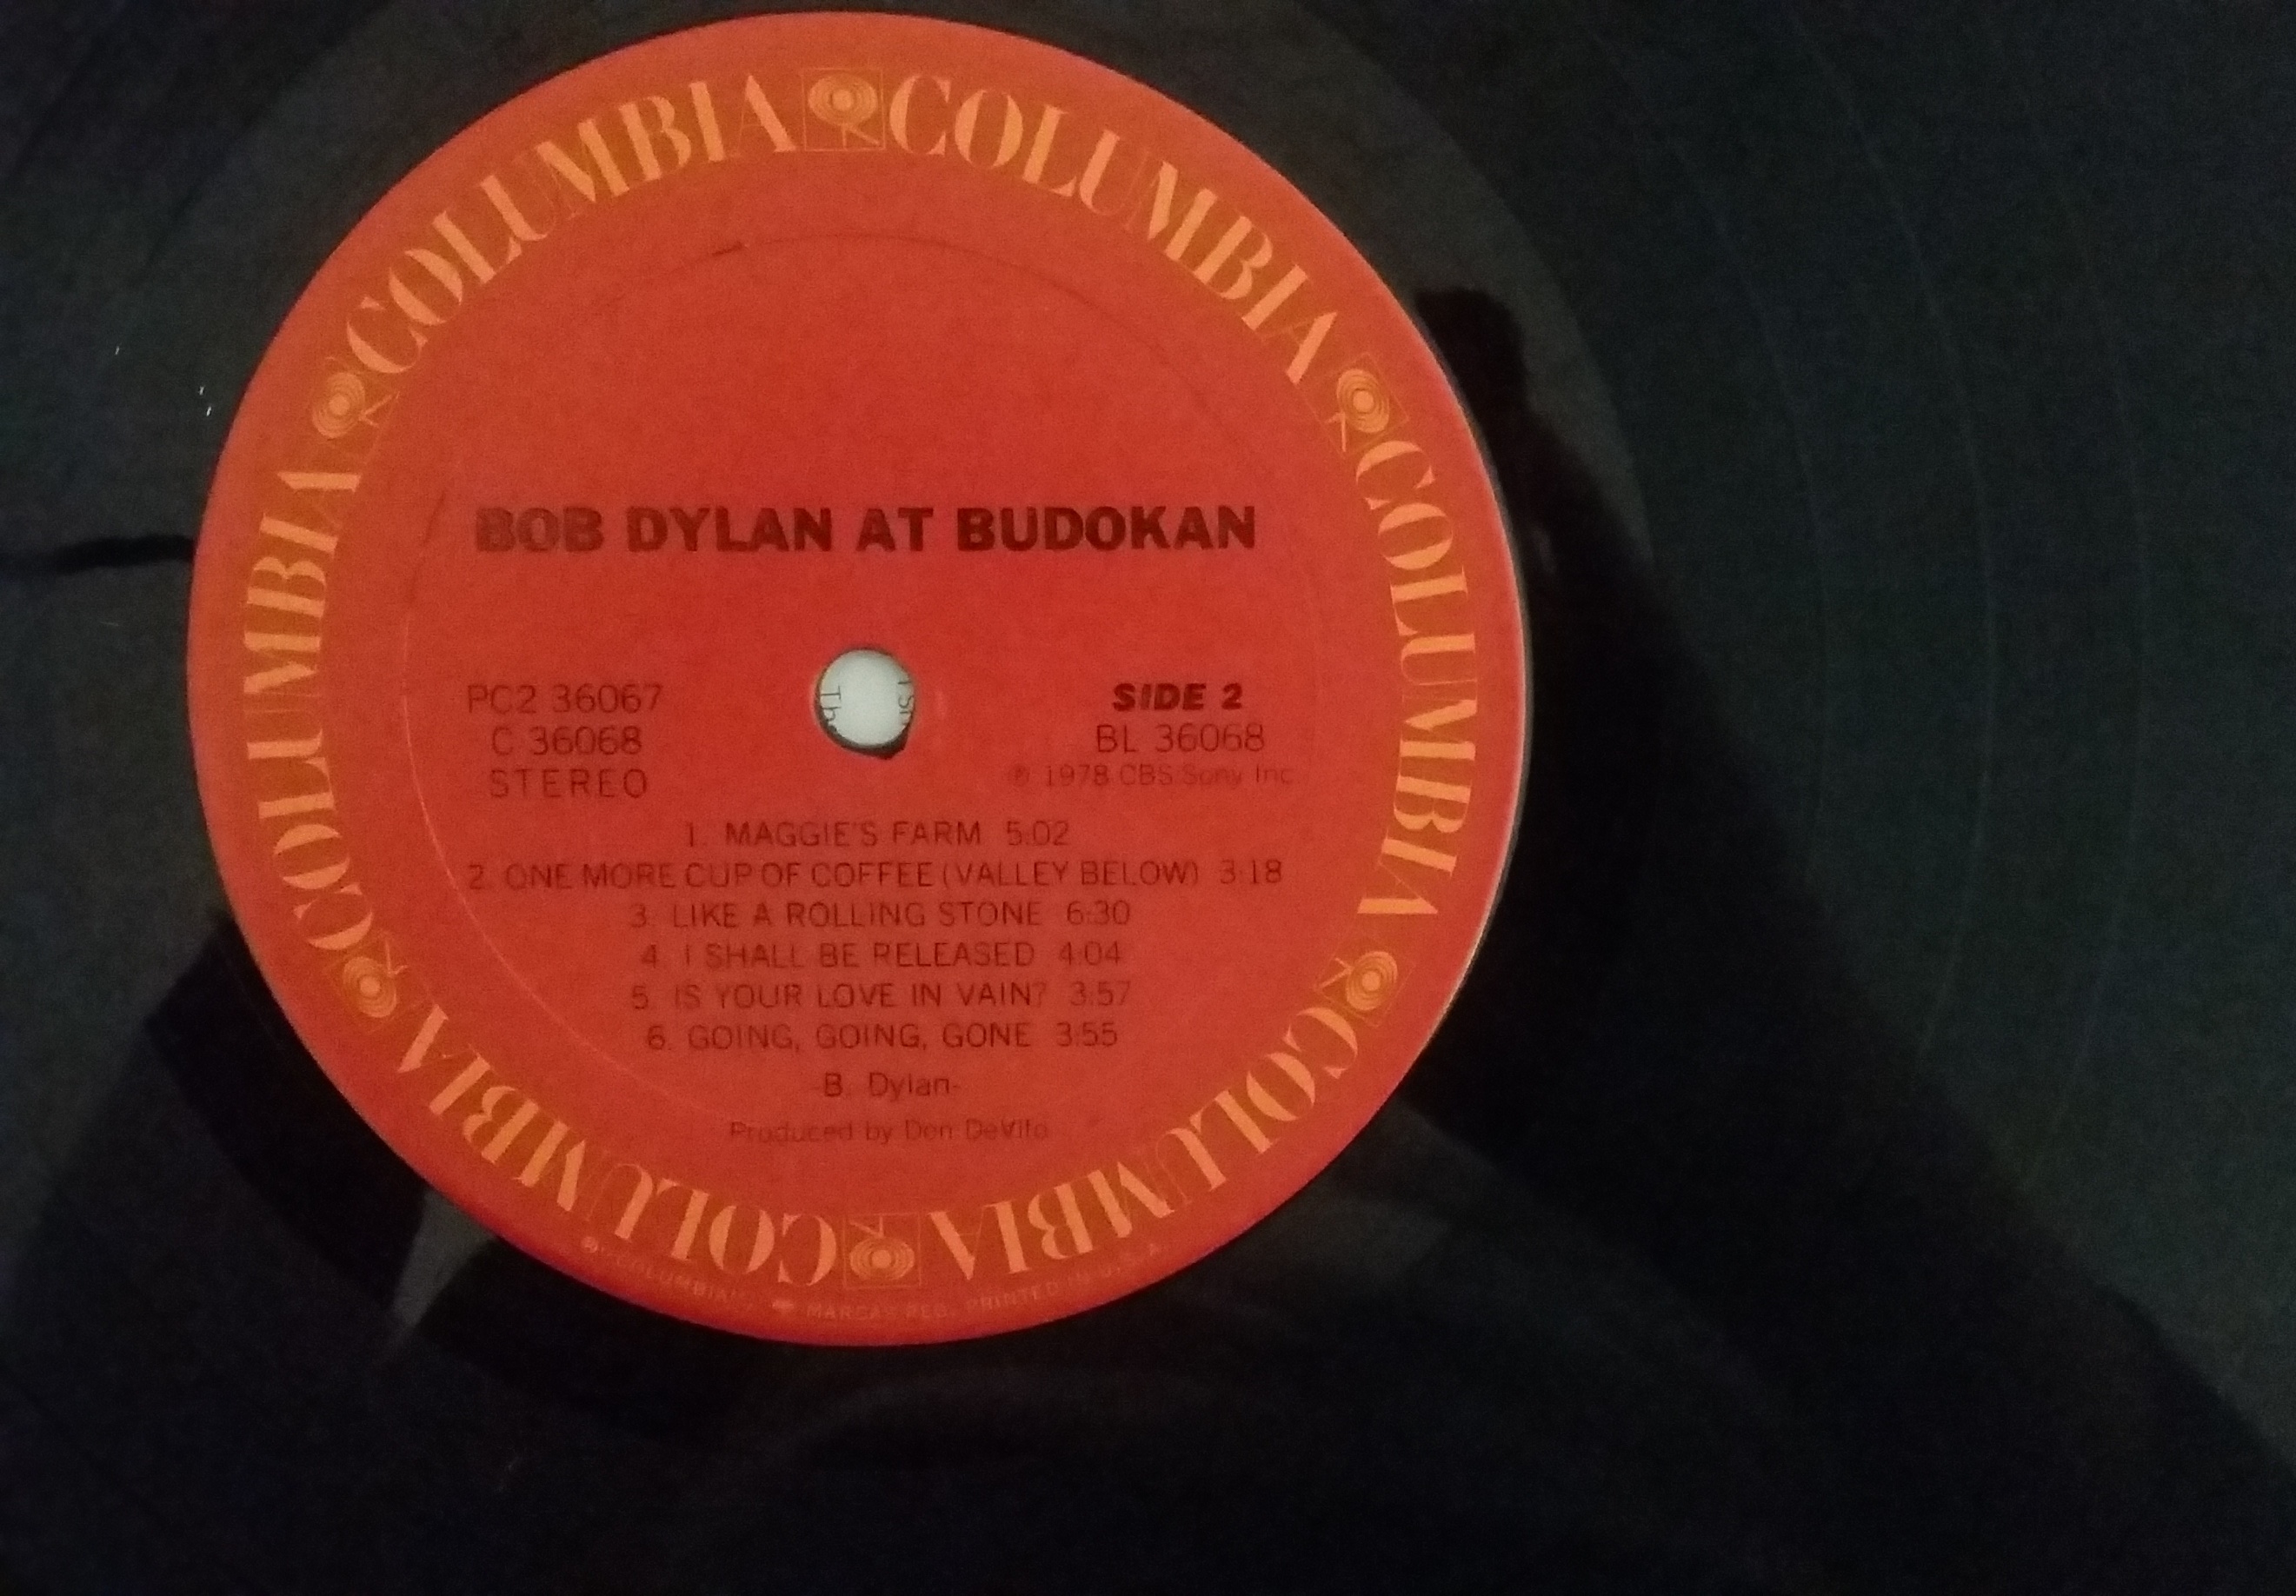 COLUMBIA COLUMBIA COLUMBIA COLUMBIA COLUMBIA COLUMBIA
BOB DYLAN AT BUDOKAN
PC2 36067
C 36068
STEREO
SIDE 2
BL 36068
℗ 1978 CBS Sony Inc
1. MAGGIE'S FARM 5:02
2. ONE MORE CUP OF COFFEE (VALLEY BELOW) 3:18
3. LIKE A ROLLING STONE 6:30
4. I SHALL BE RELEASED 4:04
5. IS YOUR LOVE IN VAIN? 3:57
6. GOING, GOING, GONE 3:55
-B. Dylan-
Produced by Don DeVito
"COLUMBIA", MARCAS REG. PRINTED IN U.S.A.